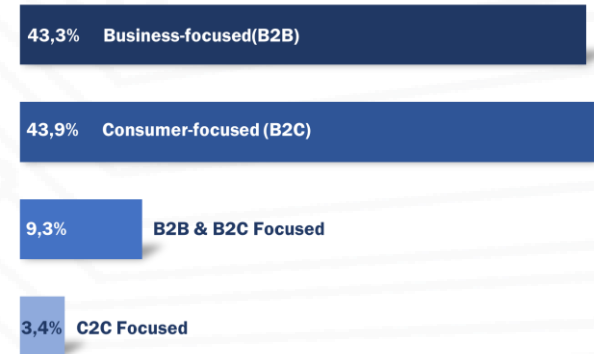 43,3% Business-focused(B2B)
43,9% Consumer-focused (B2C)
9,3% B2B & B2C Focused
3,4% C2C Focused